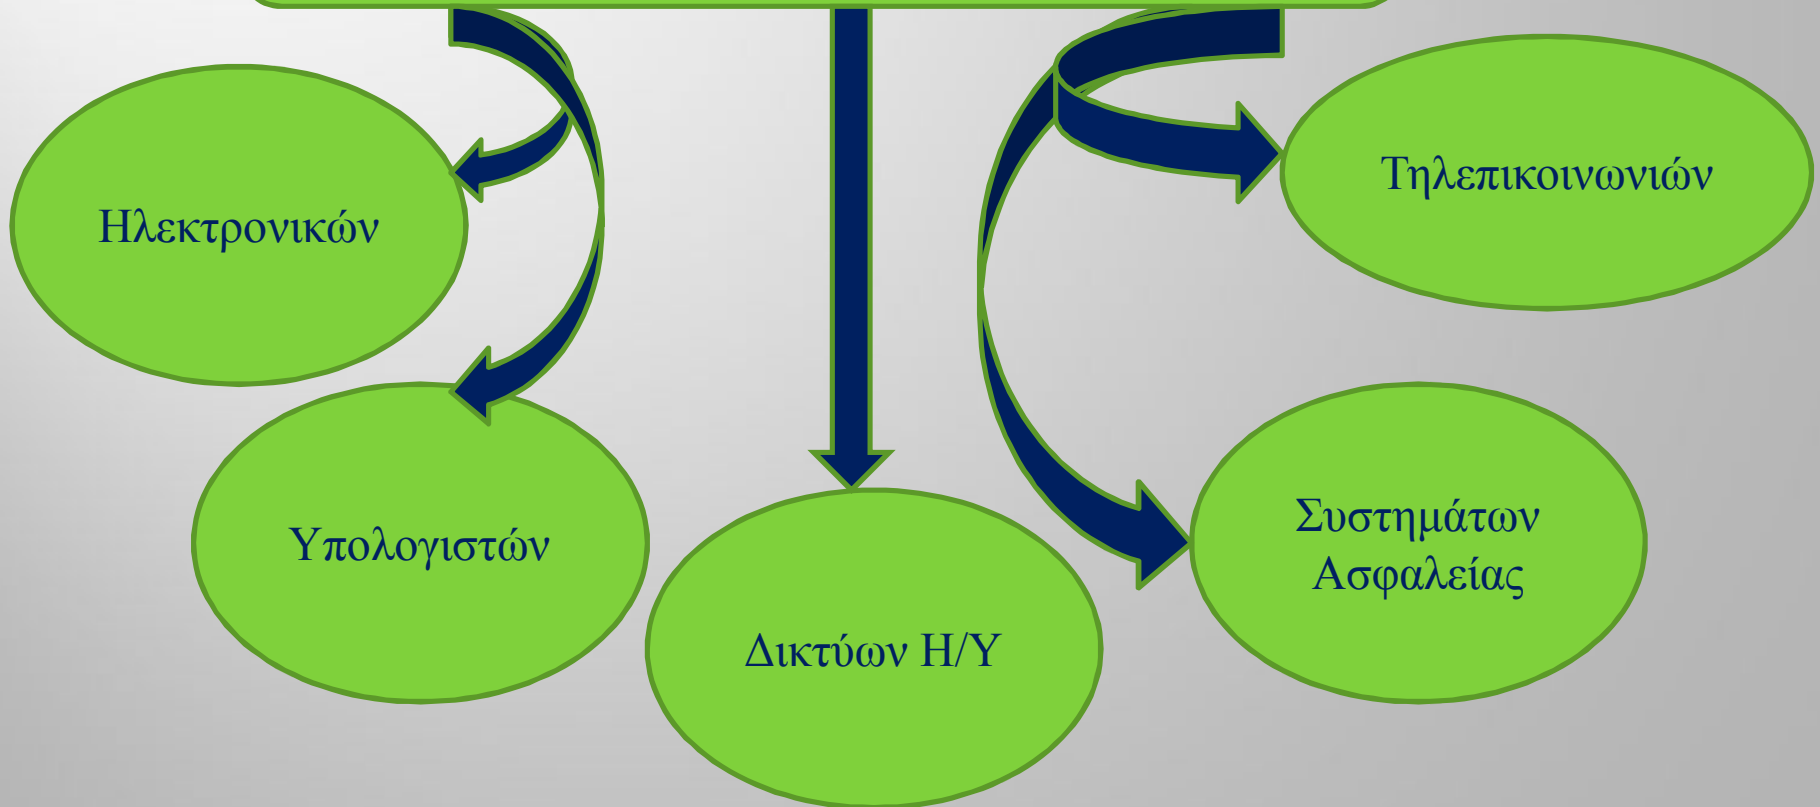 Ηλεκτρονικών
Τηλεπικοινωνιών
Υπολογιστών
Συστημάτων
Ασφαλείας
Δικτύων Η/Υ